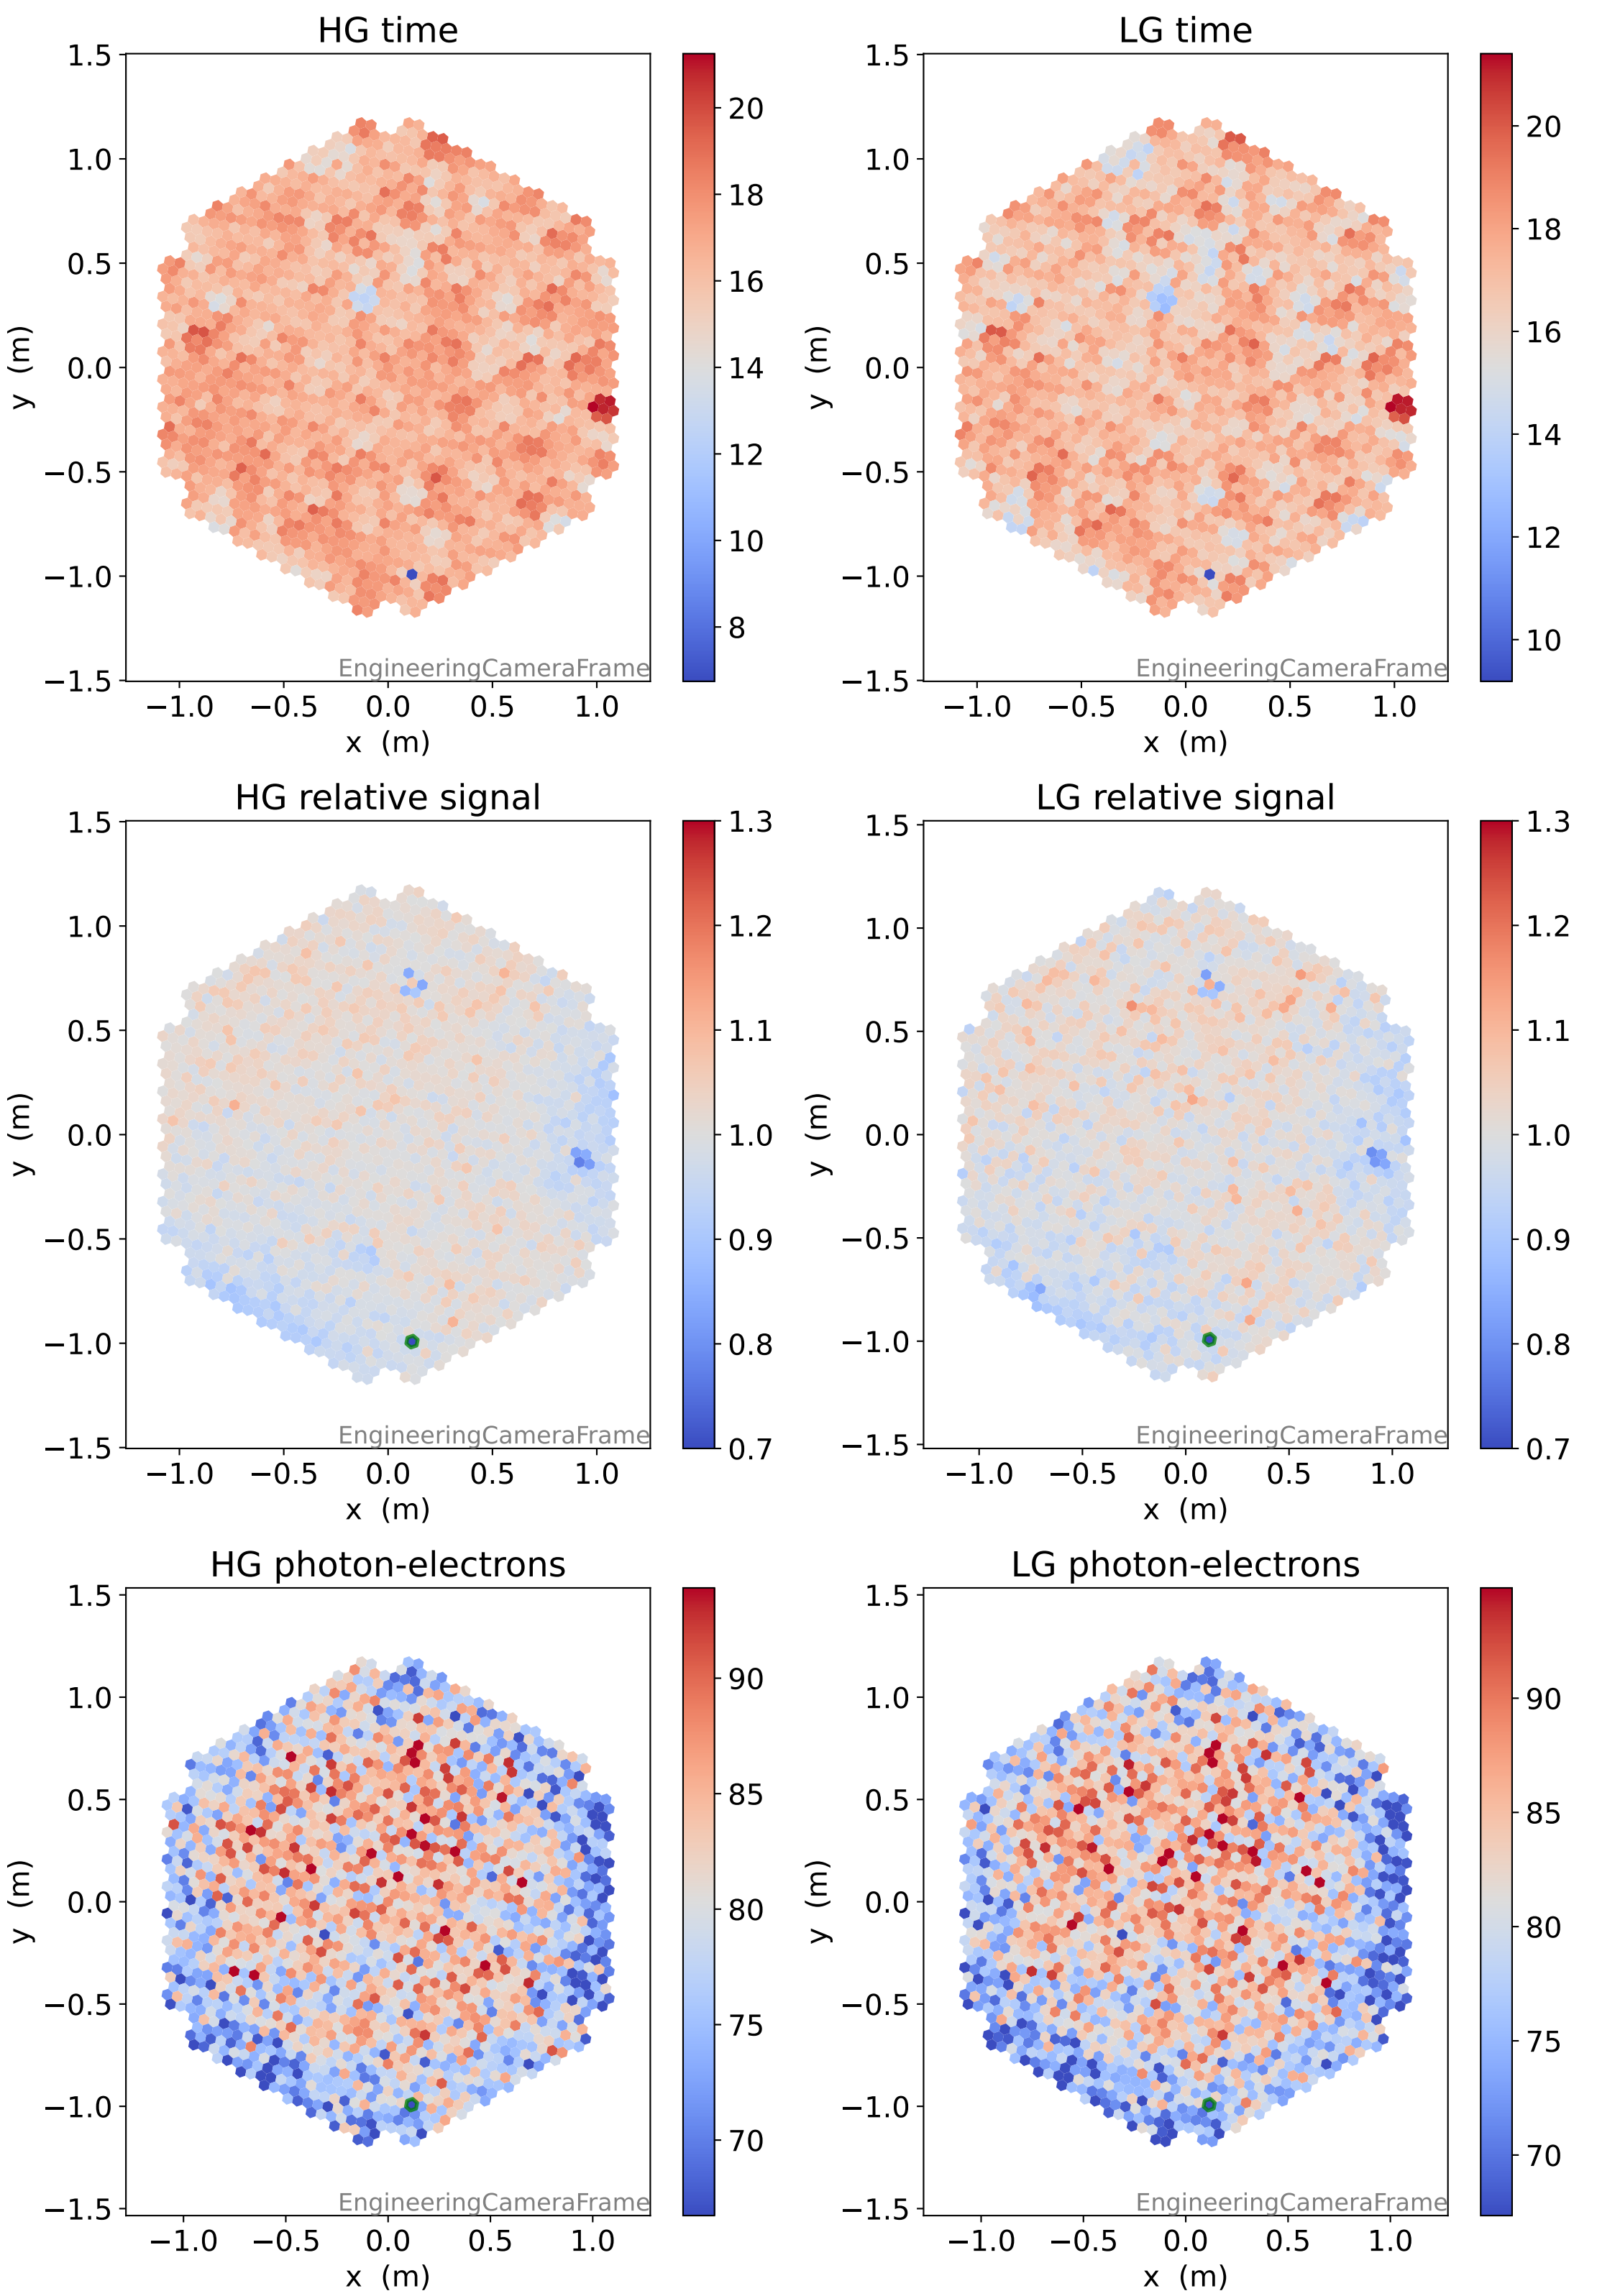 HG time
1.5
1.0
0.5
0.0
−0.5
−1.0
−1.5
y (m)
−1.0 −0.5 0.0 0.5 1.0
x (m)
EngineeringCameraFrame
20
18
16
14
12
10
8
LG time
1.5
1.0
0.5
0.0
−0.5
−1.0
−1.5
y (m)
−1.0 −0.5 0.0 0.5 1.0
x (m)
EngineeringCameraFrame
20
18
16
14
12
10
HG relative signal
1.5
1.0
0.5
0.0
−0.5
−1.0
−1.5
y (m)
−1.0 −0.5 0.0 0.5 1.0
x (m)
EngineeringCameraFrame
1.3
1.2
1.1
1.0
0.9
0.8
0.7
LG relative signal
1.5
1.0
0.5
0.0
−0.5
−1.0
−1.5
y (m)
−1.0 −0.5 0.0 0.5 1.0
x (m)
EngineeringCameraFrame
1.3
1.2
1.1
1.0
0.9
0.8
0.7
HG photon-electrons
1.5
1.0
0.5
0.0
−0.5
−1.0
−1.5
y (m)
−1.0 −0.5 0.0 0.5 1.0
x (m)
EngineeringCameraFrame
90
85
80
75
70
LG photon-electrons
1.5
1.0
0.5
0.0
−0.5
−1.0
−1.5
y (m)
−1.0 −0.5 0.0 0.5 1.0
x (m)
EngineeringCameraFrame
90
85
80
75
70